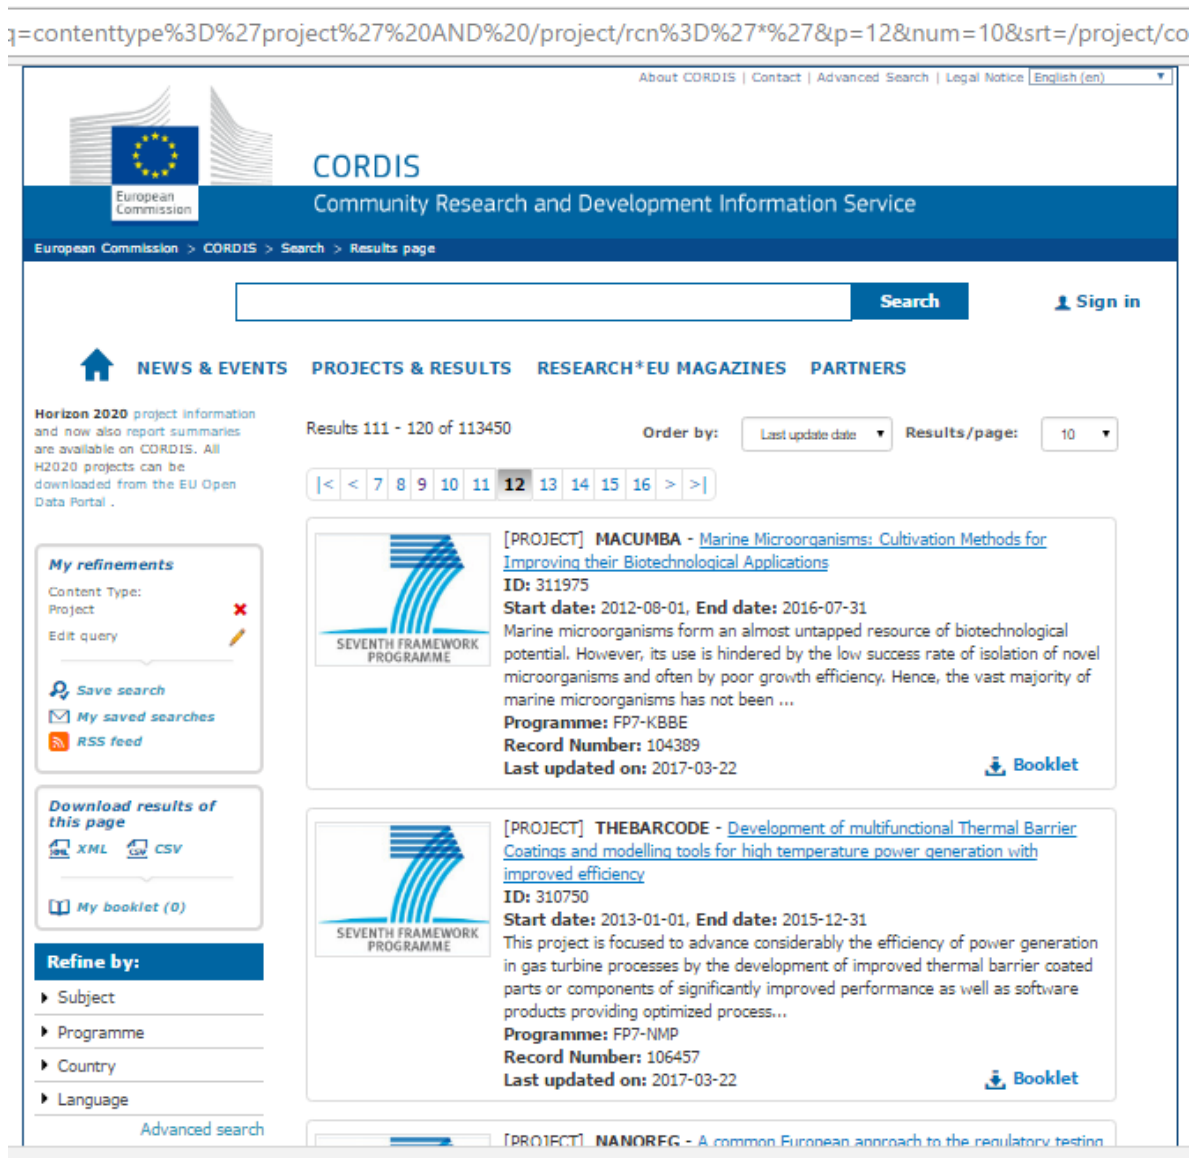 q=contenttype%3D%27project%27%20AND%20/project/rcn%3D%27*%27&p=12&num=10&srt=/project/co
About CORDIS | Contact | Advanced Search | Legal Notice English (en)
European
Commission
CORDIS
Community Research and Development Information Service
European Commission > CORDIS > Search > Results page
Search
Sign in
NEWS & EVENTS PROJECTS & RESULTS RESEARCH*EU MAGAZINES PARTNERS
Horizon 2020 project information
and now also report summaries
are available on CORDIS. All
H2020 projects can be
downloaded from the EU Open
Data Portal .
My refinements
Content Type:
Project
Edit query
Save search
My saved searches
RSS feed
Download results of
this page
XML CSV
My booklet (0)
Refine by:
Subject
Programme
Country
Language
Advanced search
Results 111 - 120 of 113450
Order by: Last update date Results/page: 10
|< < 7 8 9 10 11 12 13 14 15 16 > >|
SEVENTH FRAMEWORK
PROGRAMME
[PROJECT] MACUMBA - Marine Microorganisms: Cultivation Methods for
Improving their Biotechnological Applications
ID: 311975
Start date: 2012-08-01, End date: 2016-07-31
Marine microorganisms form an almost untapped resource of biotechnological
potential. However, its use is hindered by the low success rate of isolation of novel
microorganisms and often by poor growth efficiency. Hence, the vast majority of
marine microorganisms has not been ...
Programme: FP7-KBBE
Record Number: 104389
Last updated on: 2017-03-22
Booklet
SEVENTH FRAMEWORK
PROGRAMME
[PROJECT] THEBARCODE - Development of multifunctional Thermal Barrier
Coatings and modelling tools for high temperature power generation with
improved efficiency
ID: 310750
Start date: 2013-01-01, End date: 2015-12-31
This project is focused to advance considerably the efficiency of power generation
in gas turbine processes by the development of improved thermal barrier coated
parts or components of significantly improved performance as well as software
products providing optimized process...
Programme: FP7-NMP
Record Number: 106457
Last updated on: 2017-03-22
Booklet
[PROJECT] NANOREG - A common European approach to the regulatory testing